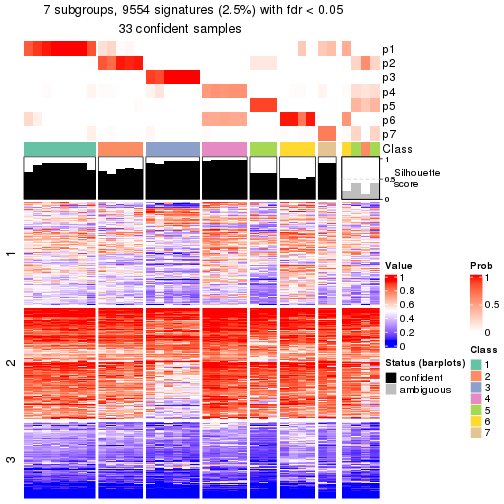 7 subgroups, 9554 signatures (2.5%) with fdr < 0.05
33 confident samples
p1
p2
p3
p4
p5
p6
p7
Class
1
0.5
0
Silhouette
score
1
2
3
Value
1
0.8
0.6
0.4
0.2
0
Status (barplots)
confident
ambiguous
Prob
1
0.5
0
Class
1
2
3
4
5
6
7